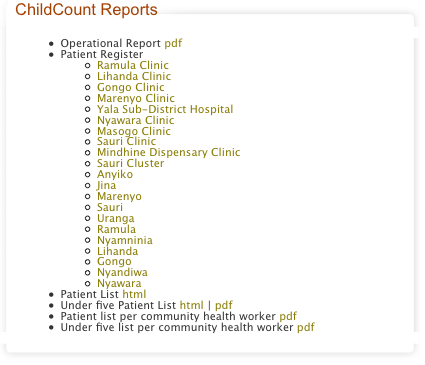 ChildCount Reports
Operational Report pdf
Patient Register
Ramula Clinic
Lihanda Clinic
Gongo Clinic
Marenyo Clinic
Yala Sub-District Hospital
Nyawara Clinic
Masogo Clinic
Sauri Clinic
Mindhine Dispensary Clinic
Sauri Cluster
Anyiko
Jina
Marenyo
Sauri
Uranga
Ramula
Nyamninia
Lihanda
Gongo
Nyandiwa
Nyawara
Patient List html
Under five Patient List html | pdf
Patient list per community health worker pdf
Under five list per community health worker pdf